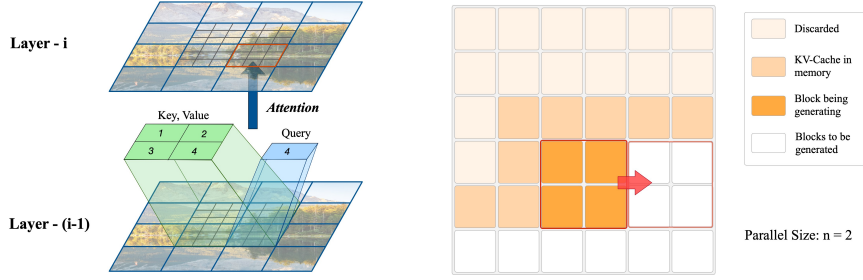 Layer - i
Attention
Key, Value
Query
1
2
3
4
4
Layer - (i-1)
Discarded
KV-Cache in
memory
Block being
generating
Blocks to be
generated
Parallel Size: n = 2